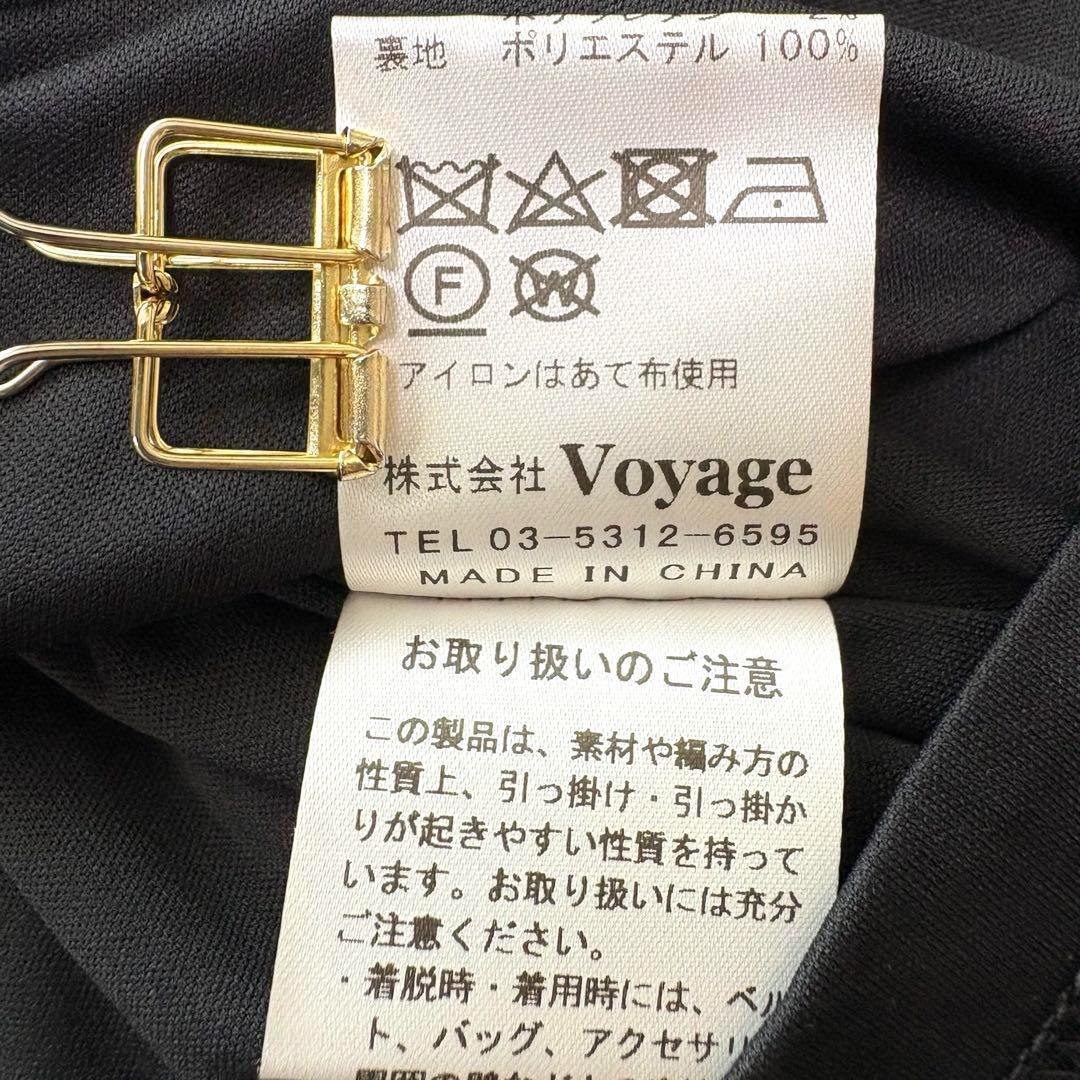 裏地 ポリエステル 100%
F
W
アイロンはあて布使用
株式会社 Voyage
TEL 03-5312-6595
MADE IN CHINA
お取り扱いのご注意
この製品は、素材や編み方の
性質上、引っ掛け・引っ掛か
りが起きやすい性質を持って
います。お取り扱いには充分
ご注意ください。
・着脱時・着用時には、ベル
ト、バッグ、アクセサリ